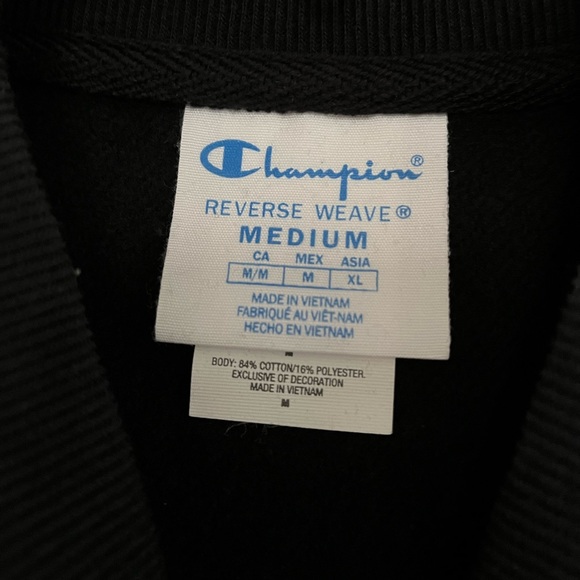 Champion®
REVERSE WEAVE®
MEDIUM
CA MEX ASIA
M/M M XL
MADE IN VIETNAM
FABRIQUÉ AU VIÊT-NAM
HECHO EN VIETNAM
M
BODY: 84% COTTON/16% POLYESTER.
EXCLUSIVE OF DECORATION
MADE IN VIETNAM
M